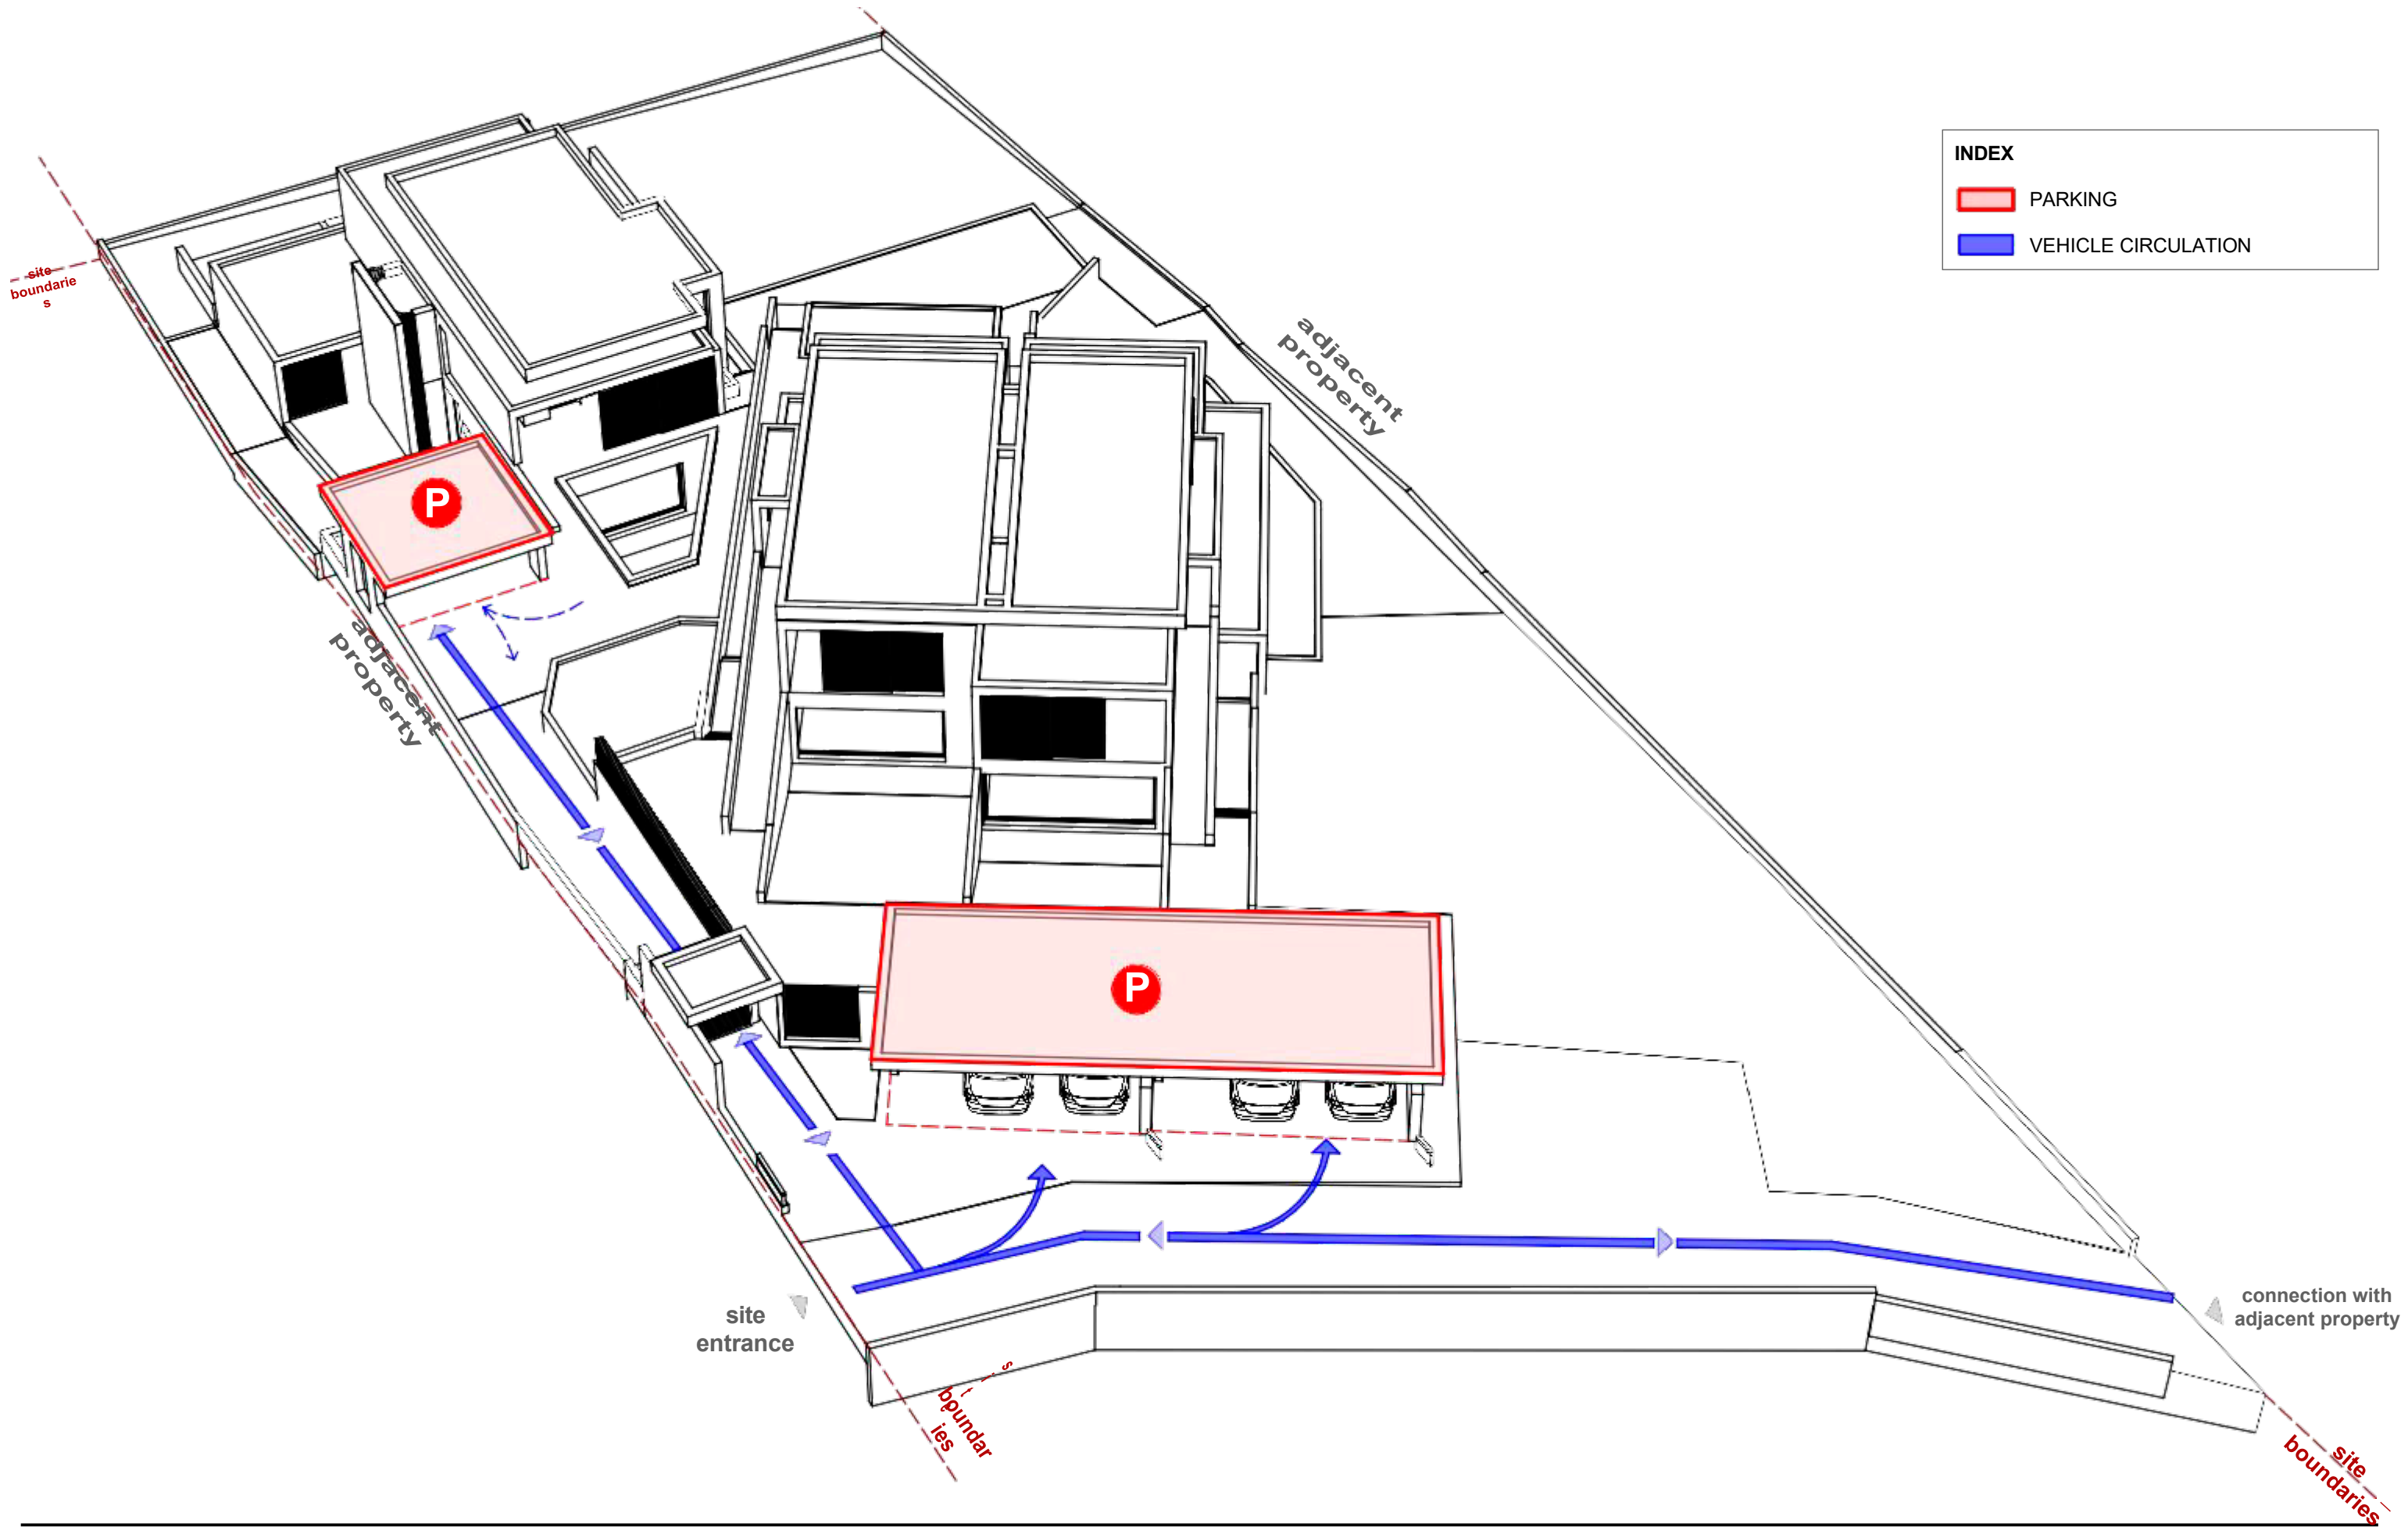 INDEX
PARKING
VEHICLE CIRCULATION
site
boundarie
s
adjacent
property
P
adjacent
property
P
site
entrance
connection with
adjacent property
site
boundar
ies
site
boundaries